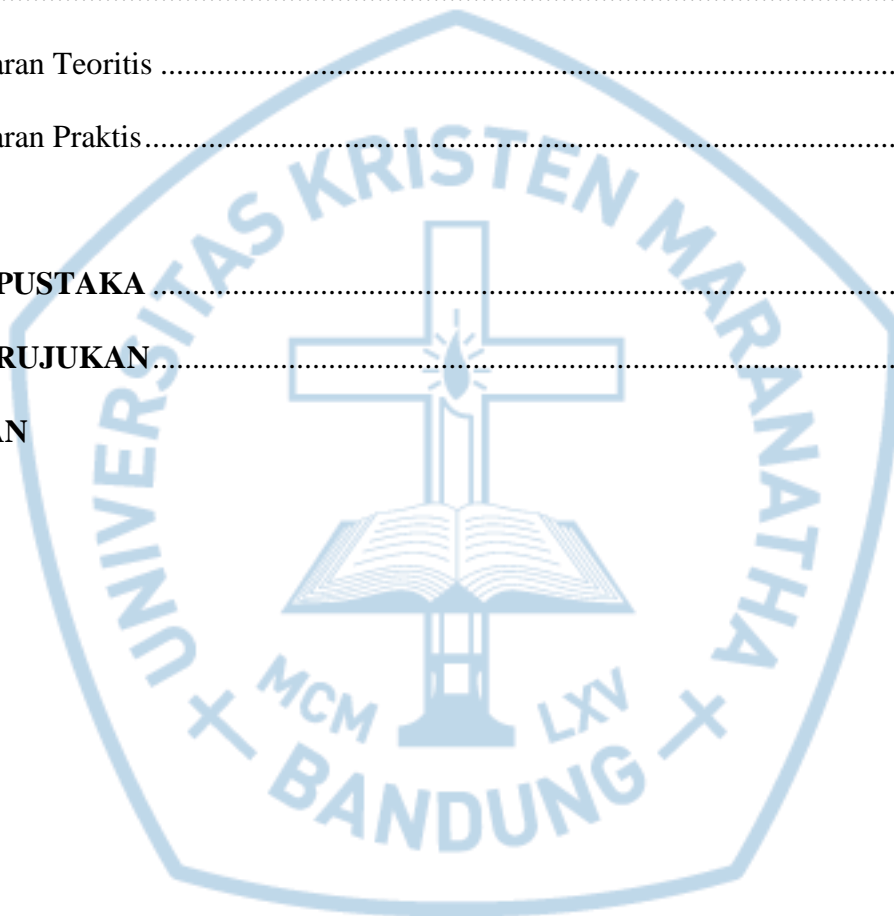 aran Teoritis ........................................................................................................
aran Praktis ..........................................................................................................
PUSTAKA ........................................................................................................
RUJUKAN ........................................................................................................
AN
UNIVERSITAS KRISTEN MARANATHA
MCM LXV
BANDUNG